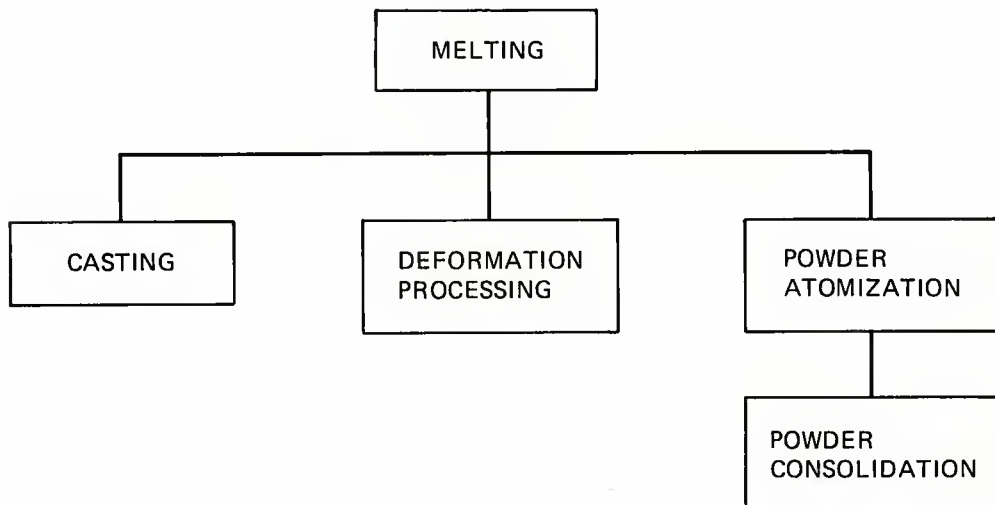 MELTING
CASTING
DEFORMATION
PROCESSING
POWDER
ATOMIZATION
POWDER
CONSOLIDATION